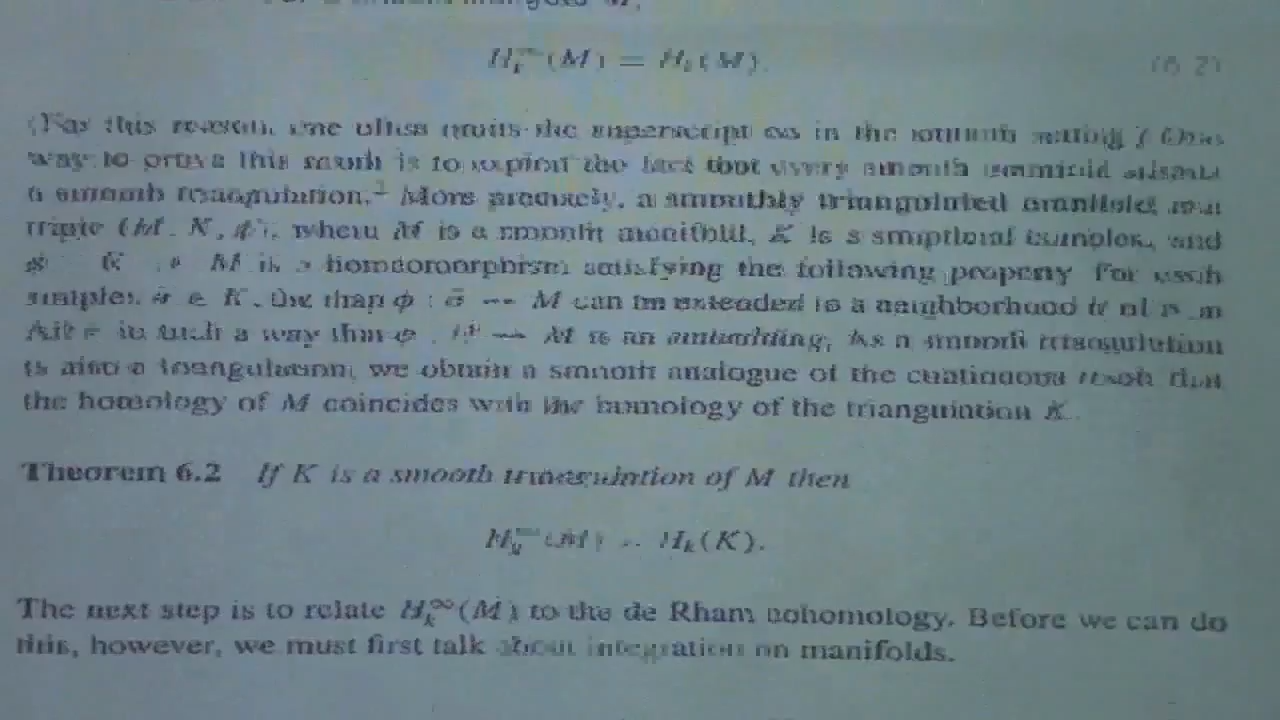 H_k^∞(M) = H_k(M). (6.2)
(For this reason, one often omits the superscript ∞ in the smooth setting.) One
way to prove this result is to exploit the fact that every smooth manifold admits
a smooth triangulation. More precisely, a smoothly triangulated manifold is a
triple (M, K, ϕ), where M is a smooth manifold, K is a simplicial complex, and
ϕ : K → M is a homeomorphism satisfying the following property. For each
simplex σ ∈ K, the map ϕ : σ → M can be extended to a neighborhood U of σ in
in such a way that ϕ : U → M is an embedding. As a smooth triangulation
is also a triangulation, we obtain a smooth analogue of the continuous result that
the homology of M coincides with the homology of the triangulation K.
Theorem 6.2 If K is a smooth triangulation of M then
H_k^∞(M) = H_k(K).
The next step is to relate H_k^∞(M) to the de Rham cohomology. Before we can do
this, however, we must first talk about integration on manifolds.